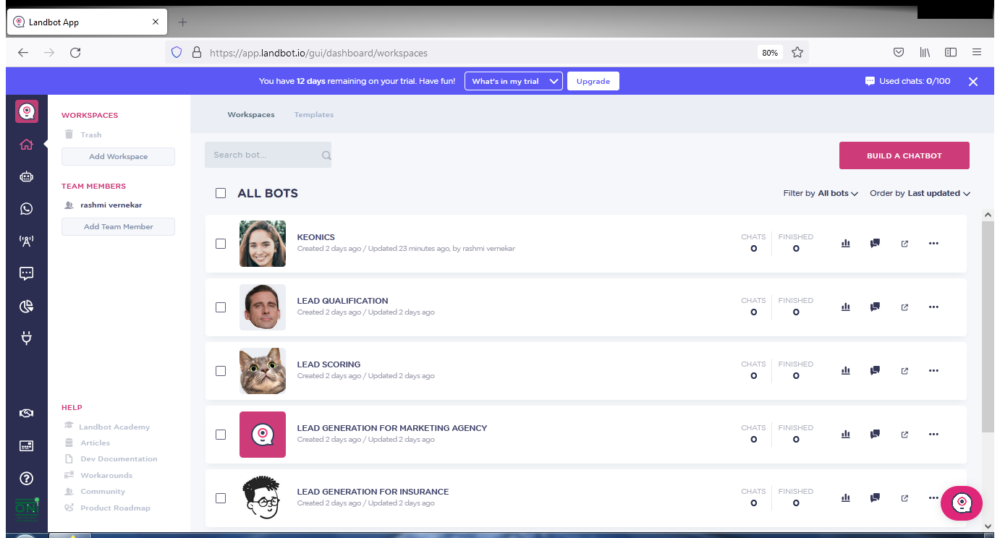 Landbot App
https://app.landbot.io/gui/dashboard/workspaces
80%
You have 12 days remaining on your trial. Have fun!
What's in my trial
Upgrade
Used chats: 0/100
WORKSPACES
Trash
Add Workspace
TEAM MEMBERS
rashmi vernekar
Add Team Member
HELP
Landbot Academy
Articles
Dev Documentation
Workarounds
Community
Product Roadmap
ONi
Workspaces
Templates
Search bot...
BUILD A CHATBOT
ALL BOTS
Filter by All bots
Order by Last updated
KEONICS
Created 2 days ago / Updated 23 minutes ago, by rashmi vernekar
CHATS
0
FINISHED
0
LEAD QUALIFICATION
Created 2 days ago / Updated 2 days ago
CHATS
0
FINISHED
0
LEAD SCORING
Created 2 days ago / Updated 2 days ago
CHATS
0
FINISHED
0
LEAD GENERATION FOR MARKETING AGENCY
Created 2 days ago / Updated 2 days ago
CHATS
0
FINISHED
0
LEAD GENERATION FOR INSURANCE
Created 2 days ago / Updated 2 days ago
CHATS
0
FINISHED
0